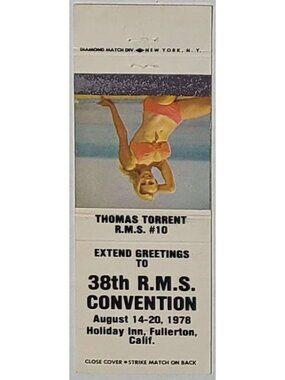 DIAMOND MATCH DIV. NEW YORK, N. Y.
THOMAS TORRENT
R.M.S. #10
EXTEND GREETINGS
TO
38th R.M.S.
CONVENTION
August 14-20, 1978
Holiday Inn, Fullerton,
Calif.
CLOSE COVER • STRIKE MATCH ON BACK